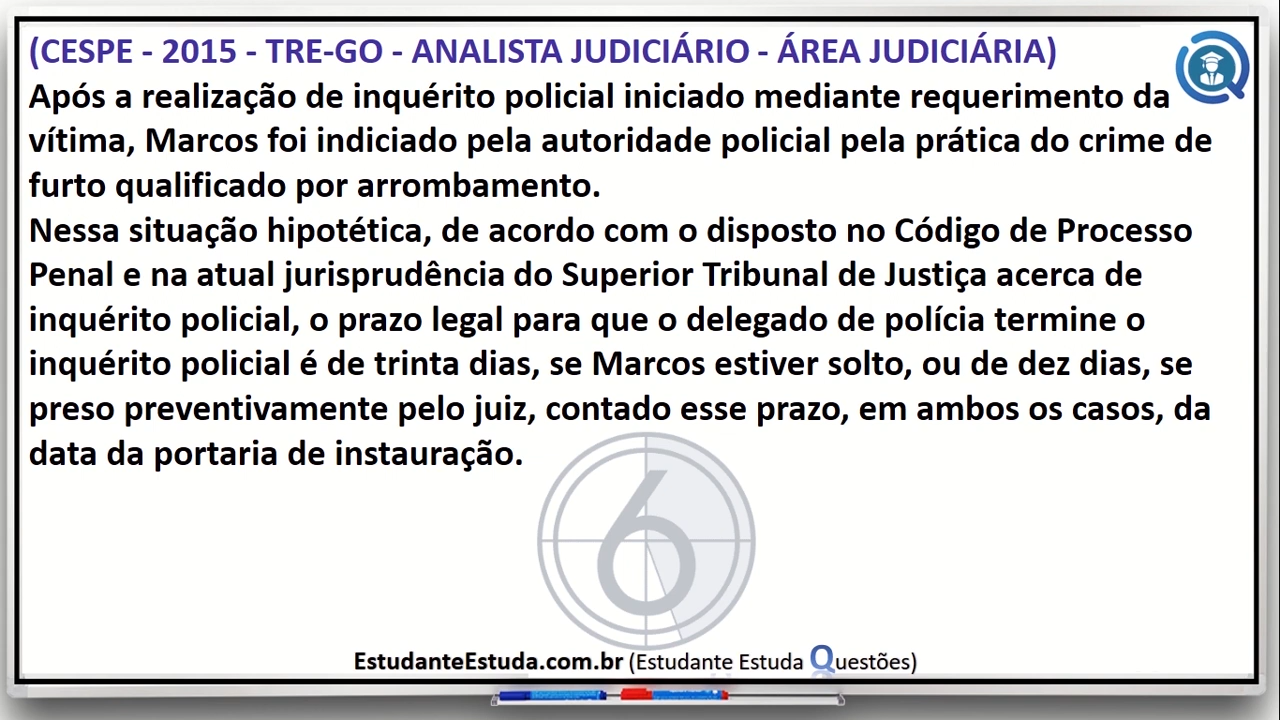 (CESPE - 2015 - TRE-GO - ANALISTA JUDICIÁRIO - ÁREA JUDICIÁRIA)
Após a realização de inquérito policial iniciado mediante requerimento da
vítima, Marcos foi indiciado pela autoridade policial pela prática do crime de
furto qualificado por arrombamento.
Nessa situação hipotética, de acordo com o disposto no Código de Processo
Penal e na atual jurisprudência do Superior Tribunal de Justiça acerca de
inquérito policial, o prazo legal para que o delegado de polícia termine o
inquérito policial é de trinta dias, se Marcos estiver solto, ou de dez dias, se
preso preventivamente pelo juiz, contado esse prazo, em ambos os casos, da
data da portaria de instauração.
6
EstudanteEstuda.com.br (Estudante Estuda Questões)